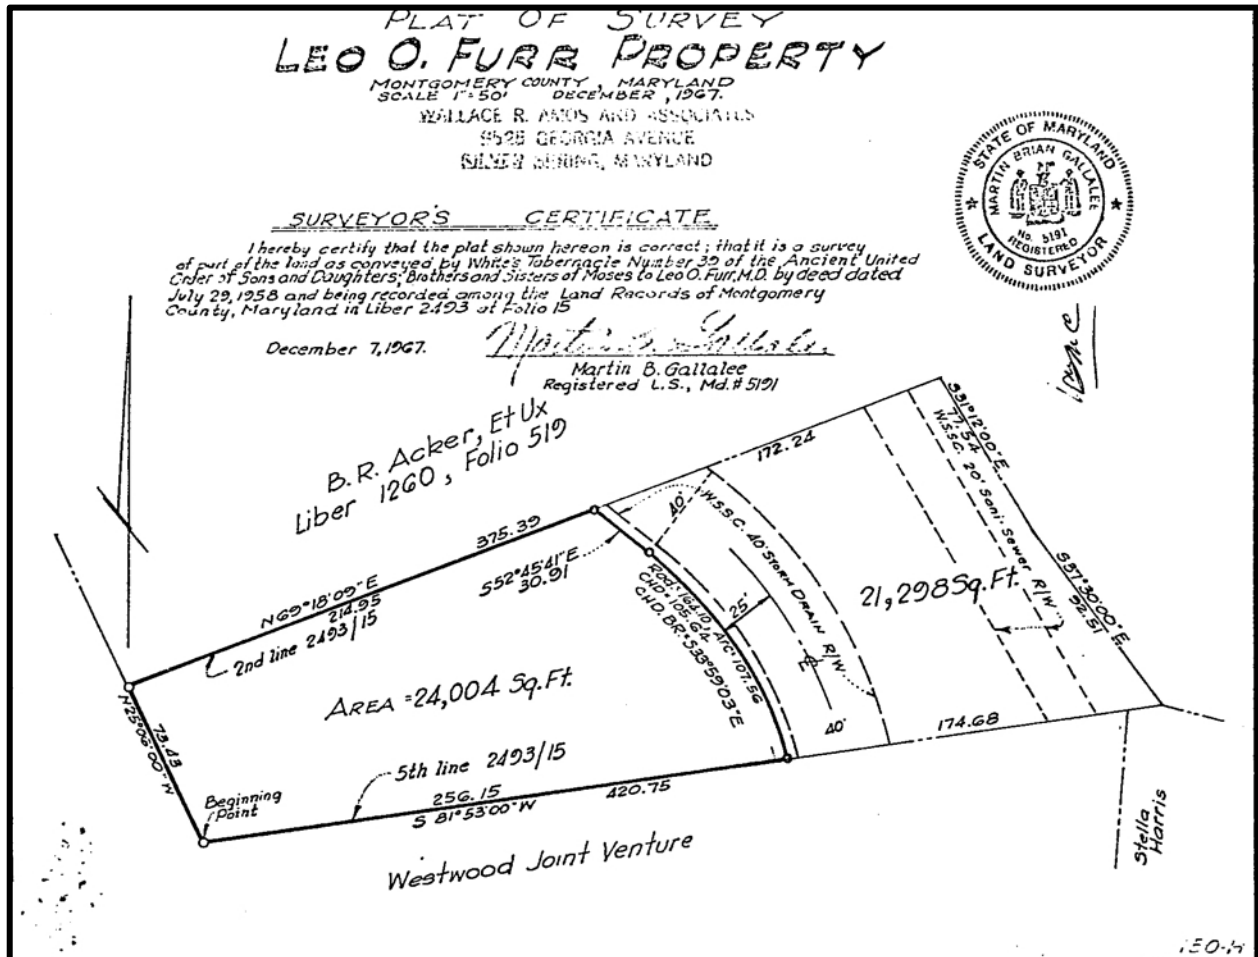 PLAT OF SURVEY
LEO O. FURR PROPERTY
MONTGOMERY COUNTY, MARYLAND
SCALE 1"=50' DECEMBER, 1967.
WALLACE R. AMOS AND ASSOCIATES
GEORGIA AVENUE
SILVER SPRING, MARYLAND
STATE OF MARYLAND
LAND SURVEYOR
MARTIN BRIAN GALLALEE
No. 5191
REGISTERED
SURVEYOR'S CERTIFICATE
I hereby certify that the plat shown hereon is correct; that it is a survey
of part of the land as conveyed by White's Tabernacle Number 39 of the Ancient United
Order of Sons and Daughters, Brothers and Sisters of Moses to Leo O. Furr, M.D. by deed dated
July 29, 1958 and being recorded among the Land Records of Montgomery
County, Maryland in Liber 2493 at Folio 15
December 7, 1967.
Martin B. Gallalee
Registered L.S., Md. # 5191
B.R. Acker, Et Ux
Liber 1260, Folio 519
375.39
N69°18'09"E
214.95
2nd line 2493/15
S52°45'41"E
30.91
172.24
S31°12'00"E
77.54
W.S.S.C. 20' Sani. Sewer R/W
S37°30'00"E
92.51
40'
W.S.S.C. 40' STORM DRAIN R/W
Rad.=164.10', Arc=107.56
CHD.=105.64
CHD. BR.=S33°59'03"E
25'
21,298 Sq.Ft.
40'
AREA = 24,004 Sq.Ft.
174.68
73.43
N25°06'00"W
Beginning
Point
5th line 2493/15
256.15
420.75
S 81°53'00"W
Westwood Joint Venture
Stella
Harris